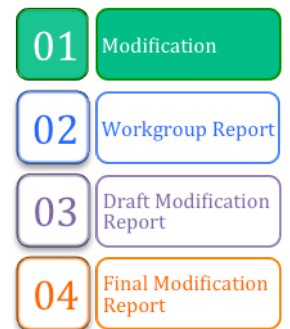 01 Modification
02 Workgroup Report
03 Draft Modification
Report
04 Final Modification
Report